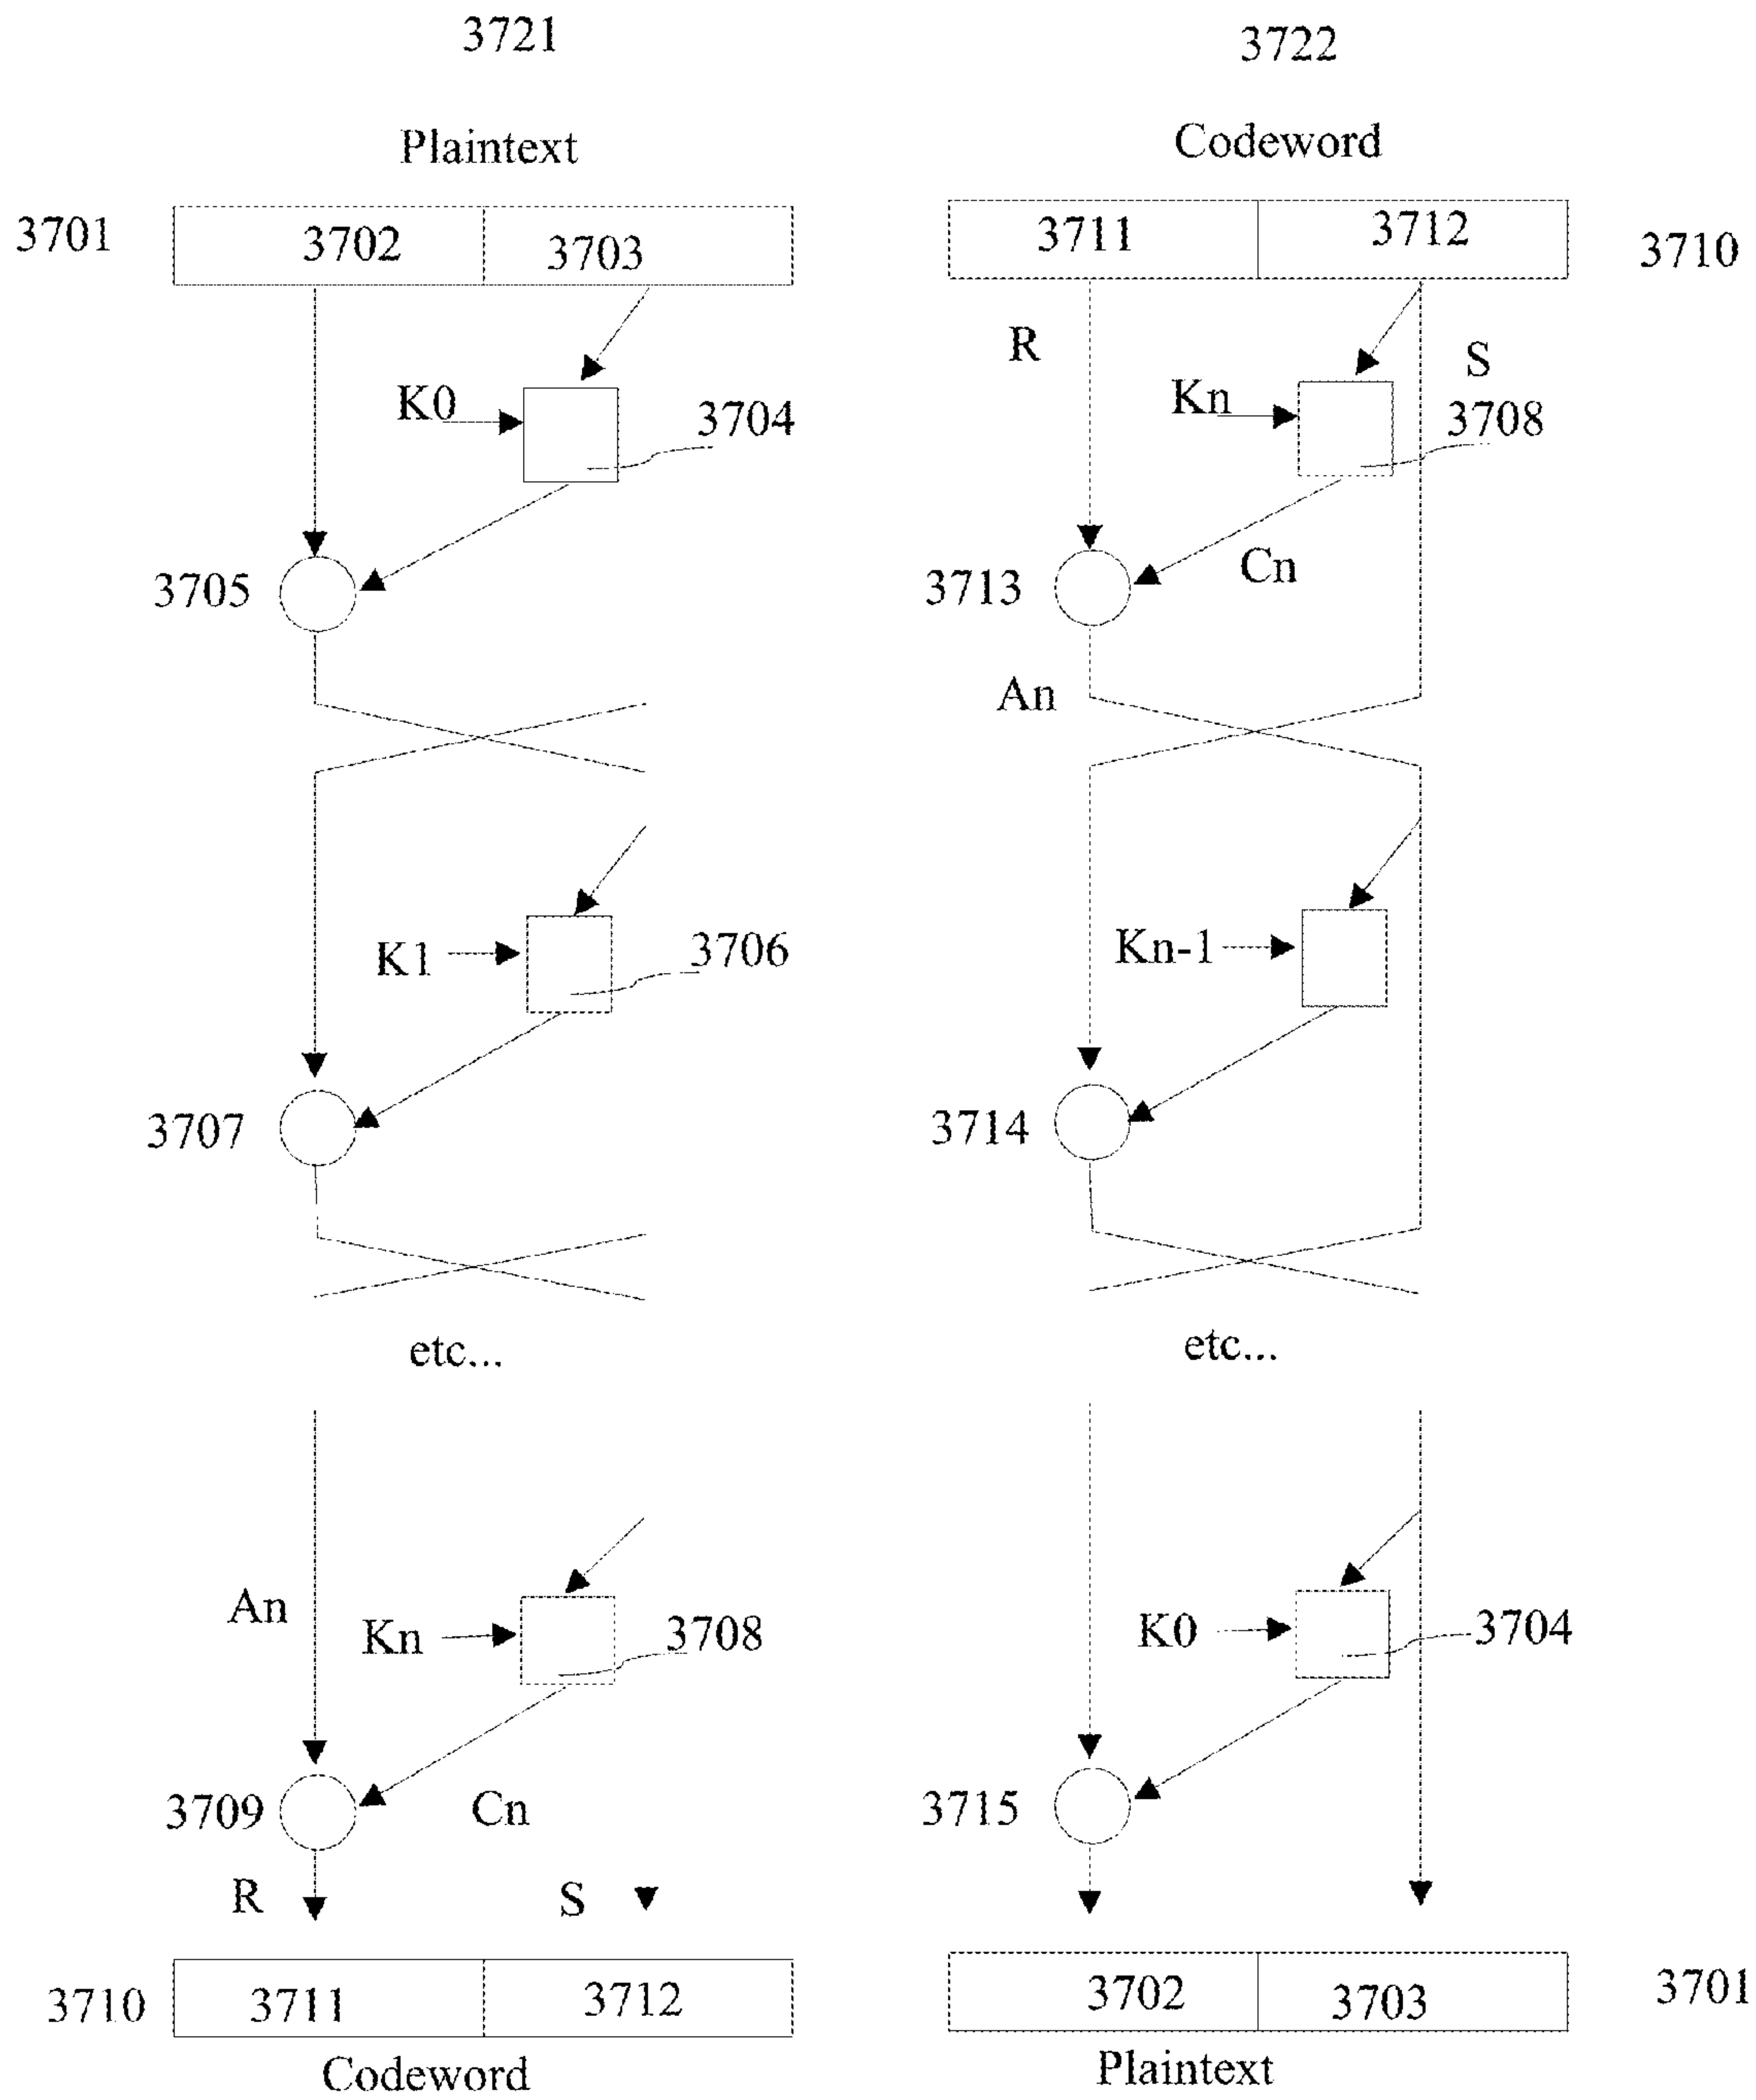 3721
Plaintext
3701
3702
3703
K0
3704
3705
K1
3706
3707
etc...
An
Kn
3708
3709
Cn
R
S
3710
3711
3712
Codeword
3722
Codeword
3711
3712
3710
R
S
Kn
3708
3713
Cn
An
Kn-1
3714
etc...
K0
3704
3715
3702
3703
3701
Plaintext